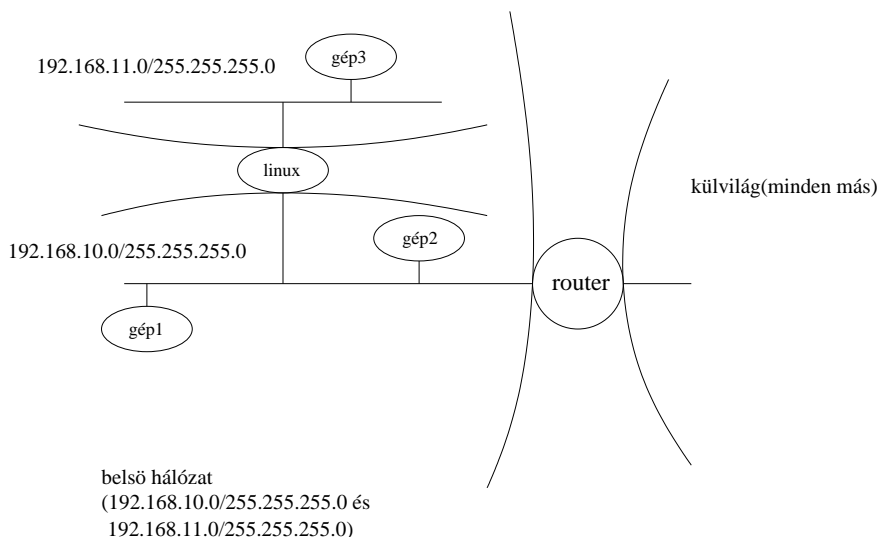 gép3
192.168.11.0/255.255.255.0
linux
külvilág(minden más)
gép2
192.168.10.0/255.255.255.0
router
gép1
belsö hálózat
(192.168.10.0/255.255.255.0 és
192.168.11.0/255.255.255.0)